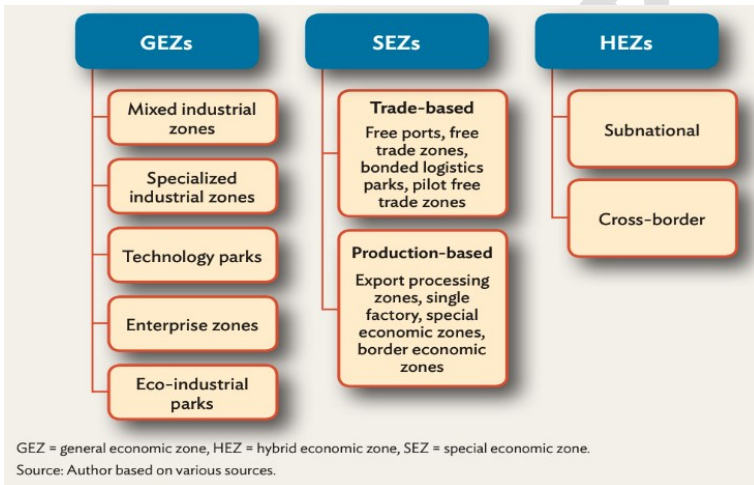 GEZs
Mixed industrial
zones
Specialized
industrial zones
Technology parks
Enterprise zones
Eco-industrial
parks
SEZs
Trade-based
Free ports, free
trade zones,
bonded logistics
parks, pilot free
trade zones
Production-based
Export processing
zones, single
factory, special
economic zones,
border economic
zones
HEZs
Subnational
Cross-border
GEZ = general economic zone, HEZ = hybrid economic zone, SEZ = special economic zone.
Source: Author based on various sources.